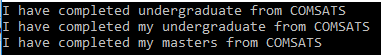 I have completed undergraduate from COMSATS
I have completed my undergraduate from COMSATS
I have completed my masters from COMSATS